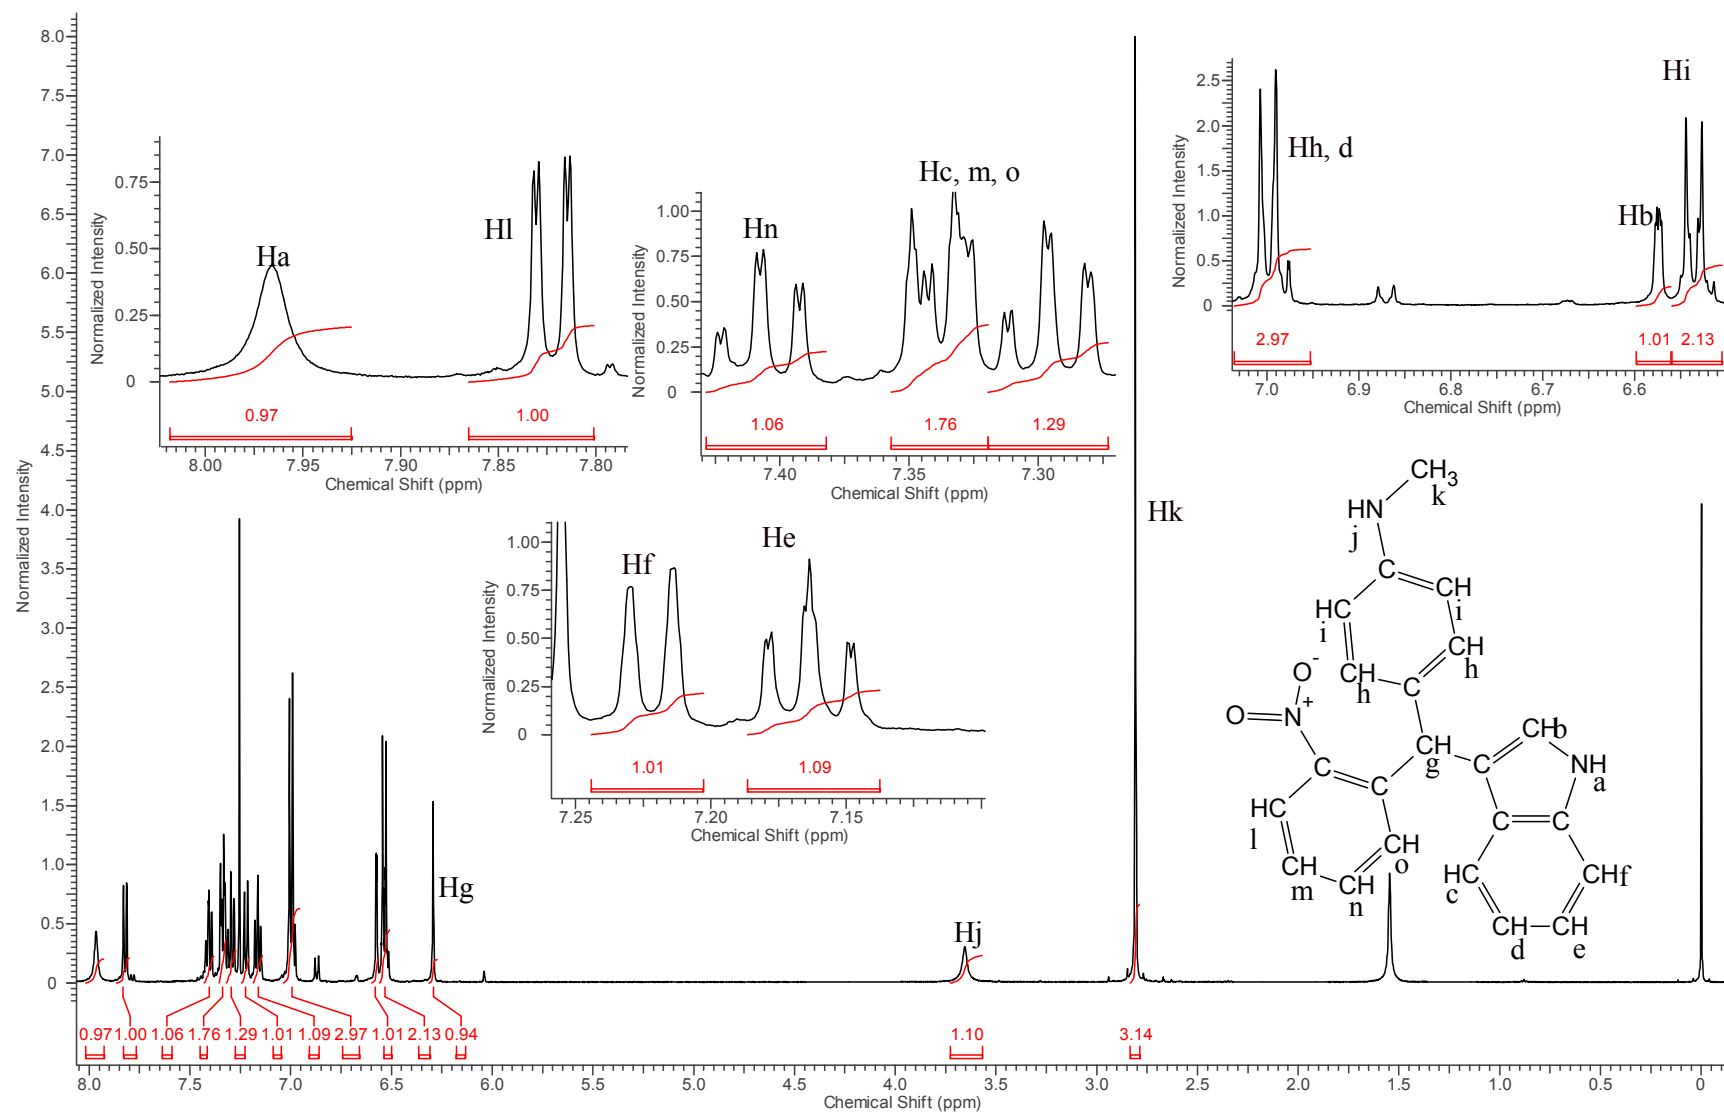 8.0
7.5
7.0
6.5
6.0
5.5
5.0
4.5
4.0
3.5
3.0
2.5
2.0
1.5
1.0
0.5
0
Normalized Intensity
0.75
0.50
0.25
0
Normalized Intensity
Ha
Hl
0.97
1.00
8.00 7.95 7.90 7.85 7.80
Chemical Shift (ppm)
1.00
0.75
0.50
0.25
0
Normalized Intensity
Hn
Hc, m, o
1.06 1.76 1.29
7.40 7.35 7.30
Chemical Shift (ppm)
2.5
2.0
1.5
1.0
0.5
0
Normalized Intensity
Hh, d
Hb
Hi
2.97 1.01 2.13
7.0 6.9 6.8 6.7 6.6
Chemical Shift (ppm)
1.00
0.75
0.50
0.25
0
Normalized Intensity
Hf
He
1.01 1.09
7.25 7.20 7.15
Chemical Shift (ppm)
Hk
Hg
Hj
CH3
k
HN
j
C
CH
i
HC
i
CH
h
CH
h
C
O-
O
N+
CH
g
C
CH
b
NH
a
C
C
HC
l
CH
o
C
C
CH
m
CH
n
HC
c
CH
f
CH
d
CH
e
0.97 1.00 1.06 1.76 1.29 1.01 1.09 2.97 1.01 2.13 0.94 1.10 3.14
8.0 7.5 7.0 6.5 6.0 5.5 5.0 4.5 4.0 3.5 3.0 2.5 2.0 1.5 1.0 0.5 0
Chemical Shift (ppm)